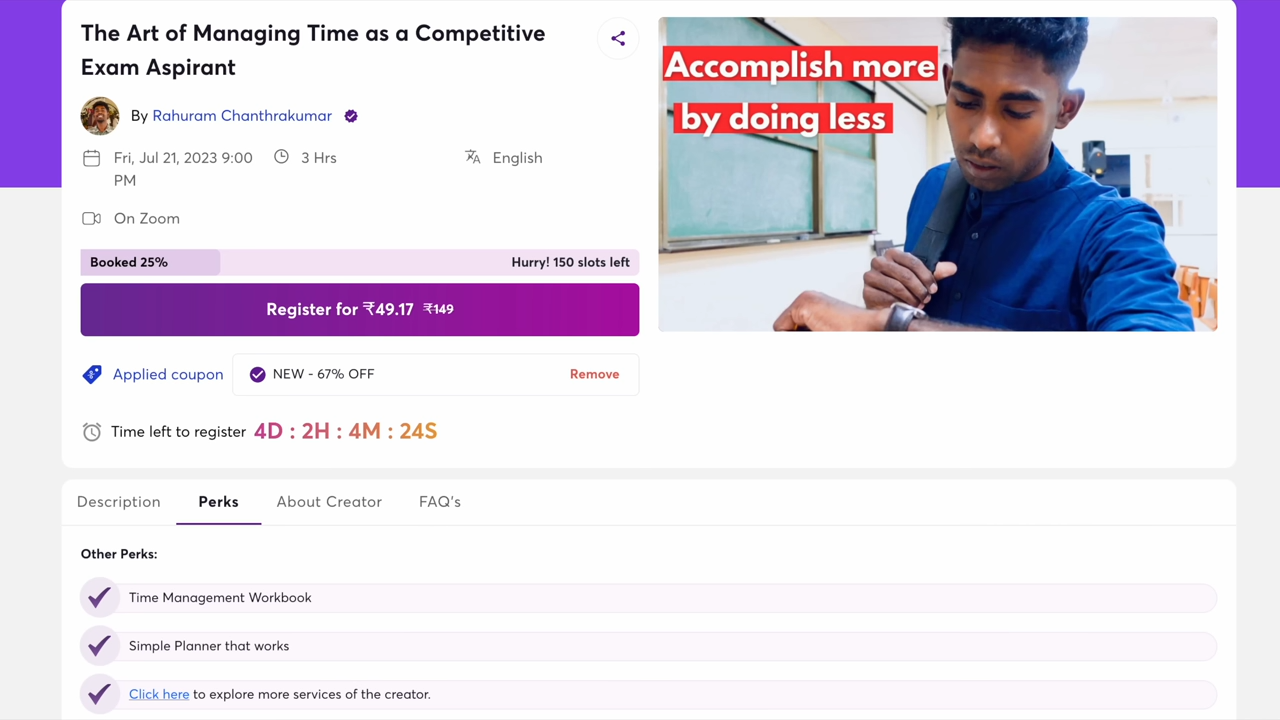 The Art of Managing Time as a Competitive
Exam Aspirant
By Rahuram Chanthrakumar
Fri, Jul 21, 2023 9:00
PM
3 Hrs
English
On Zoom
Booked 25%
Hurry! 150 slots left
Register for ₹49.17 ₹149
Applied coupon
NEW - 67% OFF
Remove
Time left to register 4D : 2H : 4M : 24S
Accomplish more
by doing less
Description
Perks
About Creator
FAQ's
Other Perks:
Time Management Workbook
Simple Planner that works
Click here to explore more services of the creator.